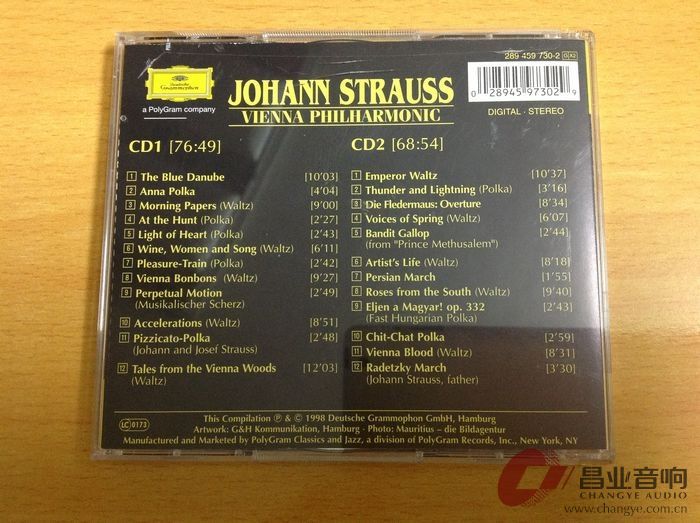 Deutsche
Grammophon
a PolyGram company
JOHANN STRAUSS
VIENNA PHILHARMONIC
289 459 730-2
0 28945 97302 9
DIGITAL · STEREO
CD1 [76:49]
1 The Blue Danube [10'03]
2 Anna Polka [4'04]
3 Morning Papers (Waltz) [9'00]
4 At the Hunt (Polka) [2'27]
5 Light of Heart (Polka) [2'43]
6 Wine, Women and Song (Waltz) [6'11]
7 Pleasure-Train (Polka) [2'42]
8 Vienna Bonbons (Waltz) [9'27]
9 Perpetual Motion [2'49]
(Musikalischer Scherz)
10 Accelerations (Waltz) [8'51]
11 Pizzicato-Polka [2'48]
(Johann and Josef Strauss)
12 Tales from the Vienna Woods [12'03]
(Waltz)
CD2 [68:54]
1 Emperor Waltz [10'37]
2 Thunder and Lightning (Polka) [3'16]
3 Die Fledermaus: Overture [8'34]
4 Voices of Spring (Waltz) [6'07]
5 Bandit Gallop [2'44]
(from "Prince Methusalem")
6 Artist's Life (Waltz) [8'18]
7 Persian March [1'55]
8 Roses from the South (Waltz) [9'40]
9 Eljen a Magyar! op. 332 [2'43]
(Fast Hungarian Polka)
10 Chit-Chat Polka [2'59]
11 Vienna Blood (Waltz) [8'31]
12 Radetzky March [3'30]
(Johann Strauss, father)
LC 0173
This Compilation ℗ & © 1998 Deutsche Grammophon GmbH, Hamburg
Artwork: G&H Kommunikation, Hamburg · Photo: Mauritius – die Bildagentur
Manufactured and Marketed by PolyGram Classics and Jazz, a division of PolyGram Records, Inc., New York, NY
昌业音响
CHANGYE AUDIO
www.changye.com.cn